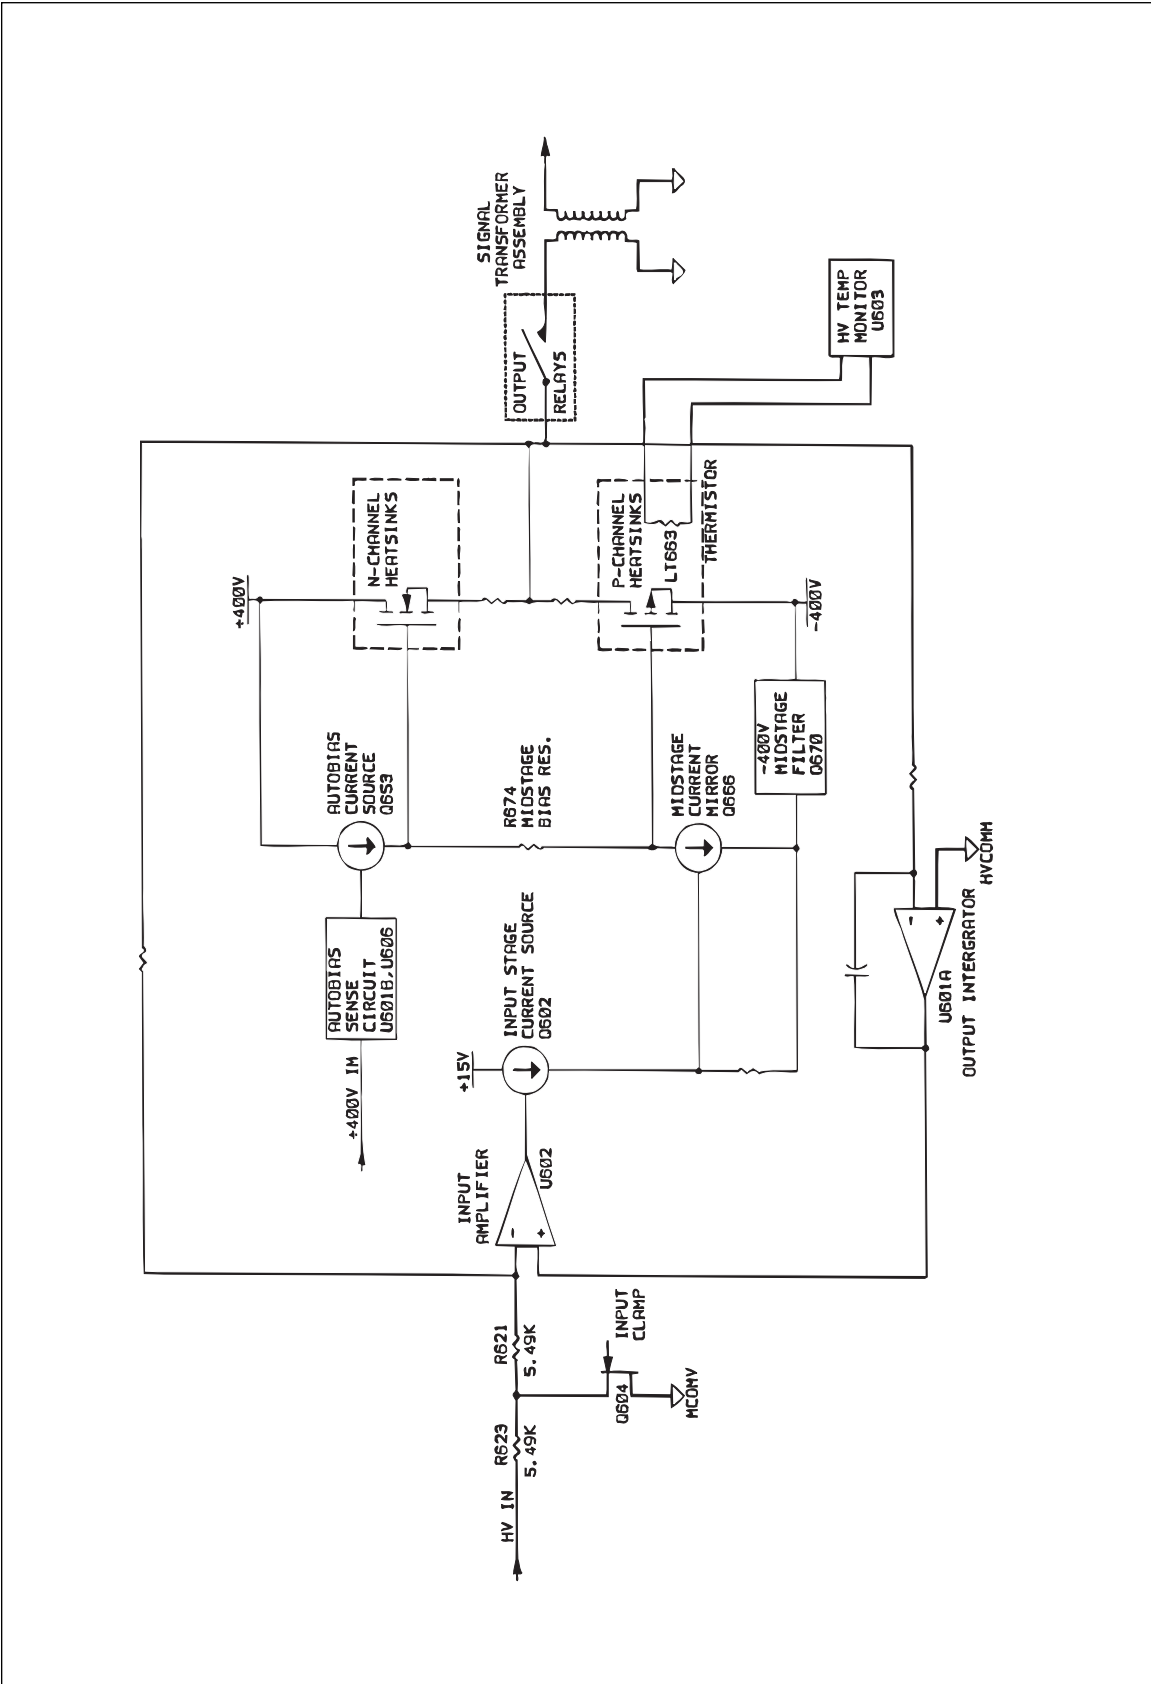 HV IN
R623
5.49K
R621
5.49K
Q604
INPUT
CLAMP
MCOMV
INPUT
AMPLIFIER
-
+
U602
+15V
INPUT STAGE
CURRENT SOURCE
Q602
+400V IM
AUTOBIAS
SENSE
CIRCUIT
U601B,U606
AUTOBIAS
CURRENT
SOURCE
Q653
R674
MIDSTAGE
BIAS RES.
MIDSTAGE
CURRENT
MIRROR
Q666
-400V
MIDSTAGE
FILTER
Q670
+400V
N-CHANNEL
HEATSINKS
P-CHANNEL
HEATSINKS
LT663
THERMISTOR
-400V
OUTPUT
RELAYS
SIGNAL
TRANSFORMER
ASSEMBLY
HV TEMP
MONITOR
U603
-
+
HVCOMM
U601A
OUTPUT INTERGRATOR